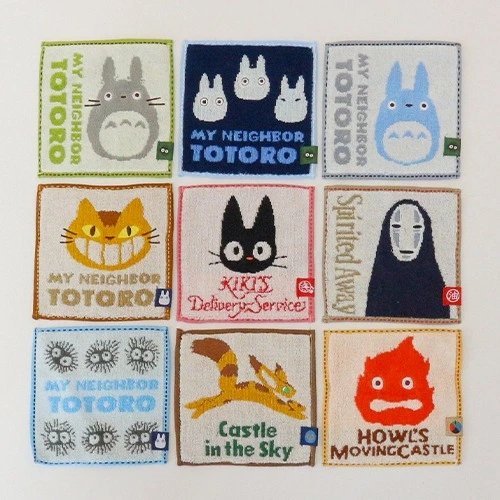 MY NEIGHBOR
TOTORO
MY NEIGHBOR
TOTORO
MY NEIGHBOR
TOTORO
MY NEIGHBOR
TOTORO
KIKI'S
Delivery Service
Spirited Away
MY NEIGHBOR
TOTORO
Castle
in the Sky
HOWL'S
MOVING CASTLE